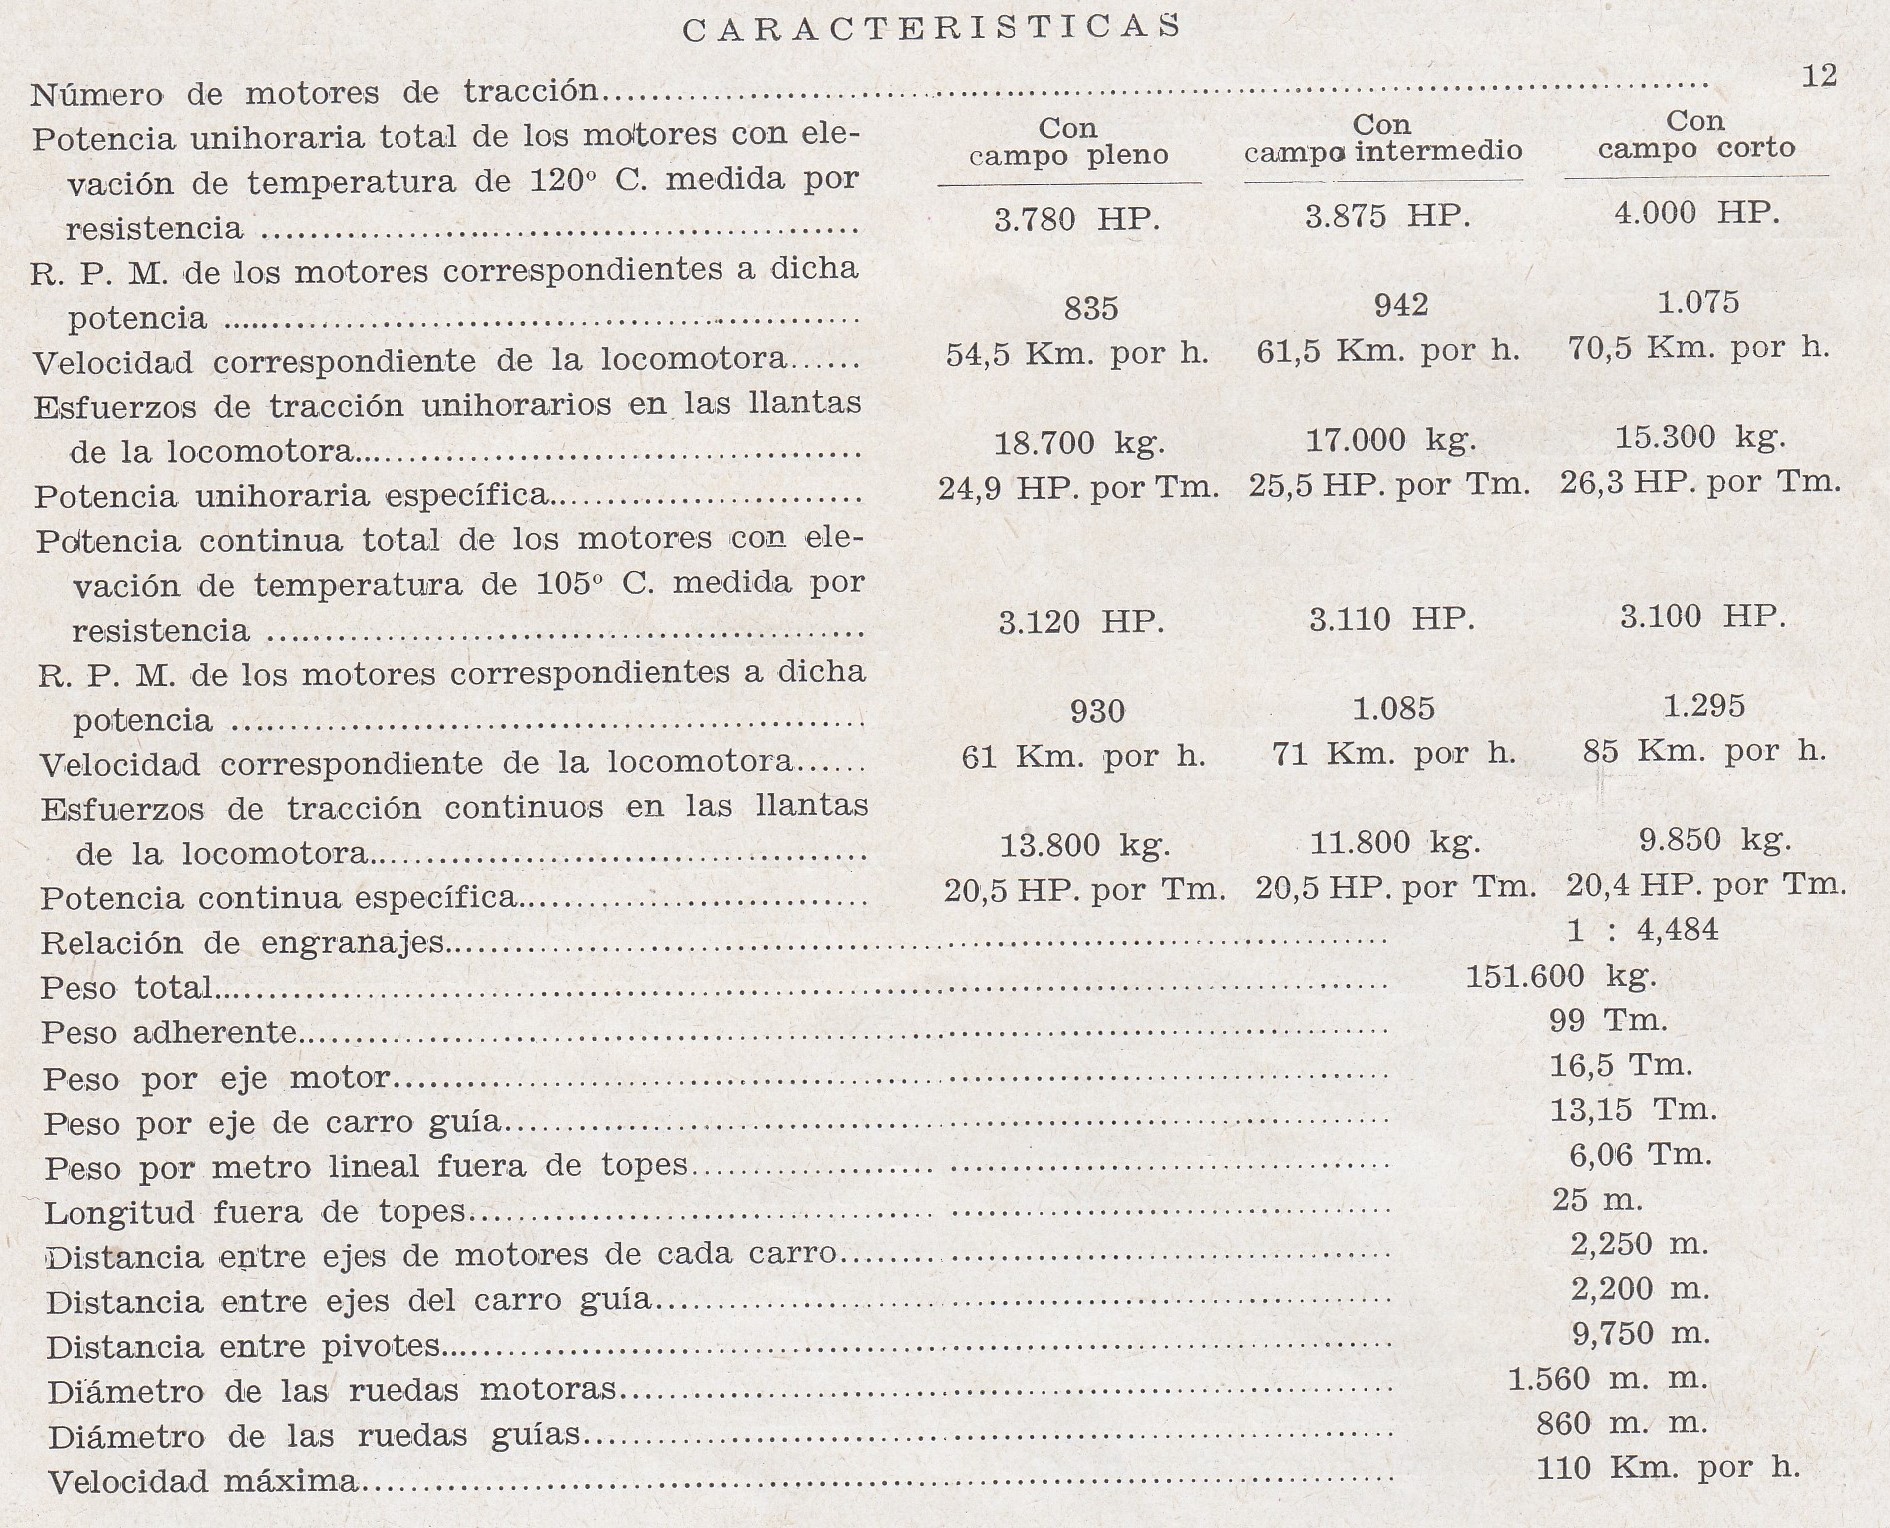 CARACTERISTICAS
Número de motores de tracción........ 12
Potencia unihoraria total de los motores con ele- Con Con Con
vación de temperatura de 120º C. medida por campo pleno campo intermedio campo corto
resistencia ........ 3.780 HP. 3.875 HP. 4.000 HP.
R. P. M. de los motores correspondientes a dicha
potencia ........ 835 942 1.075
Velocidad correspondiente de la locomotora...... 54,5 Km. por h. 61,5 Km. por h. 70,5 Km. por h.
Esfuerzos de tracción unihorarios en las llantas
de la locomotora........ 18.700 kg. 17.000 kg. 15.300 kg.
Potencia unihoraria específica........ 24,9 HP. por Tm. 25,5 HP. por Tm. 26,3 HP. por Tm.
Potencia continua total de los motores con ele-
vación de temperatura de 105º C. medida por
resistencia ........ 3.120 HP. 3.110 HP. 3.100 HP.
R. P. M. de los motores correspondientes a dicha
potencia ........ 930 1.085 1.295
Velocidad correspondiente de la locomotora...... 61 Km. por h. 71 Km. por h. 85 Km. por h.
Esfuerzos de tracción continuos en las llantas
de la locomotora........ 13.800 kg. 11.800 kg. 9.850 kg.
Potencia continua específica........ 20,5 HP. por Tm. 20,5 HP. por Tm. 20,4 HP. por Tm.
Relación de engranajes........ 1 : 4,484
Peso total........ 151.600 kg.
Peso adherente........ 99 Tm.
Peso por eje motor........ 16,5 Tm.
Peso por eje de carro guía........ 13,15 Tm.
Peso por metro lineal fuera de topes........ 6,06 Tm.
Longitud fuera de topes........ 25 m.
Distancia entre ejes de motores de cada carro........ 2,250 m.
Distancia entre ejes del carro guía........ 2,200 m.
Distancia entre pivotes........ 9,750 m.
Diámetro de las ruedas motoras........ 1.560 m. m.
Diámetro de las ruedas guías........ 860 m. m.
Velocidad máxima........ 110 Km. por h.